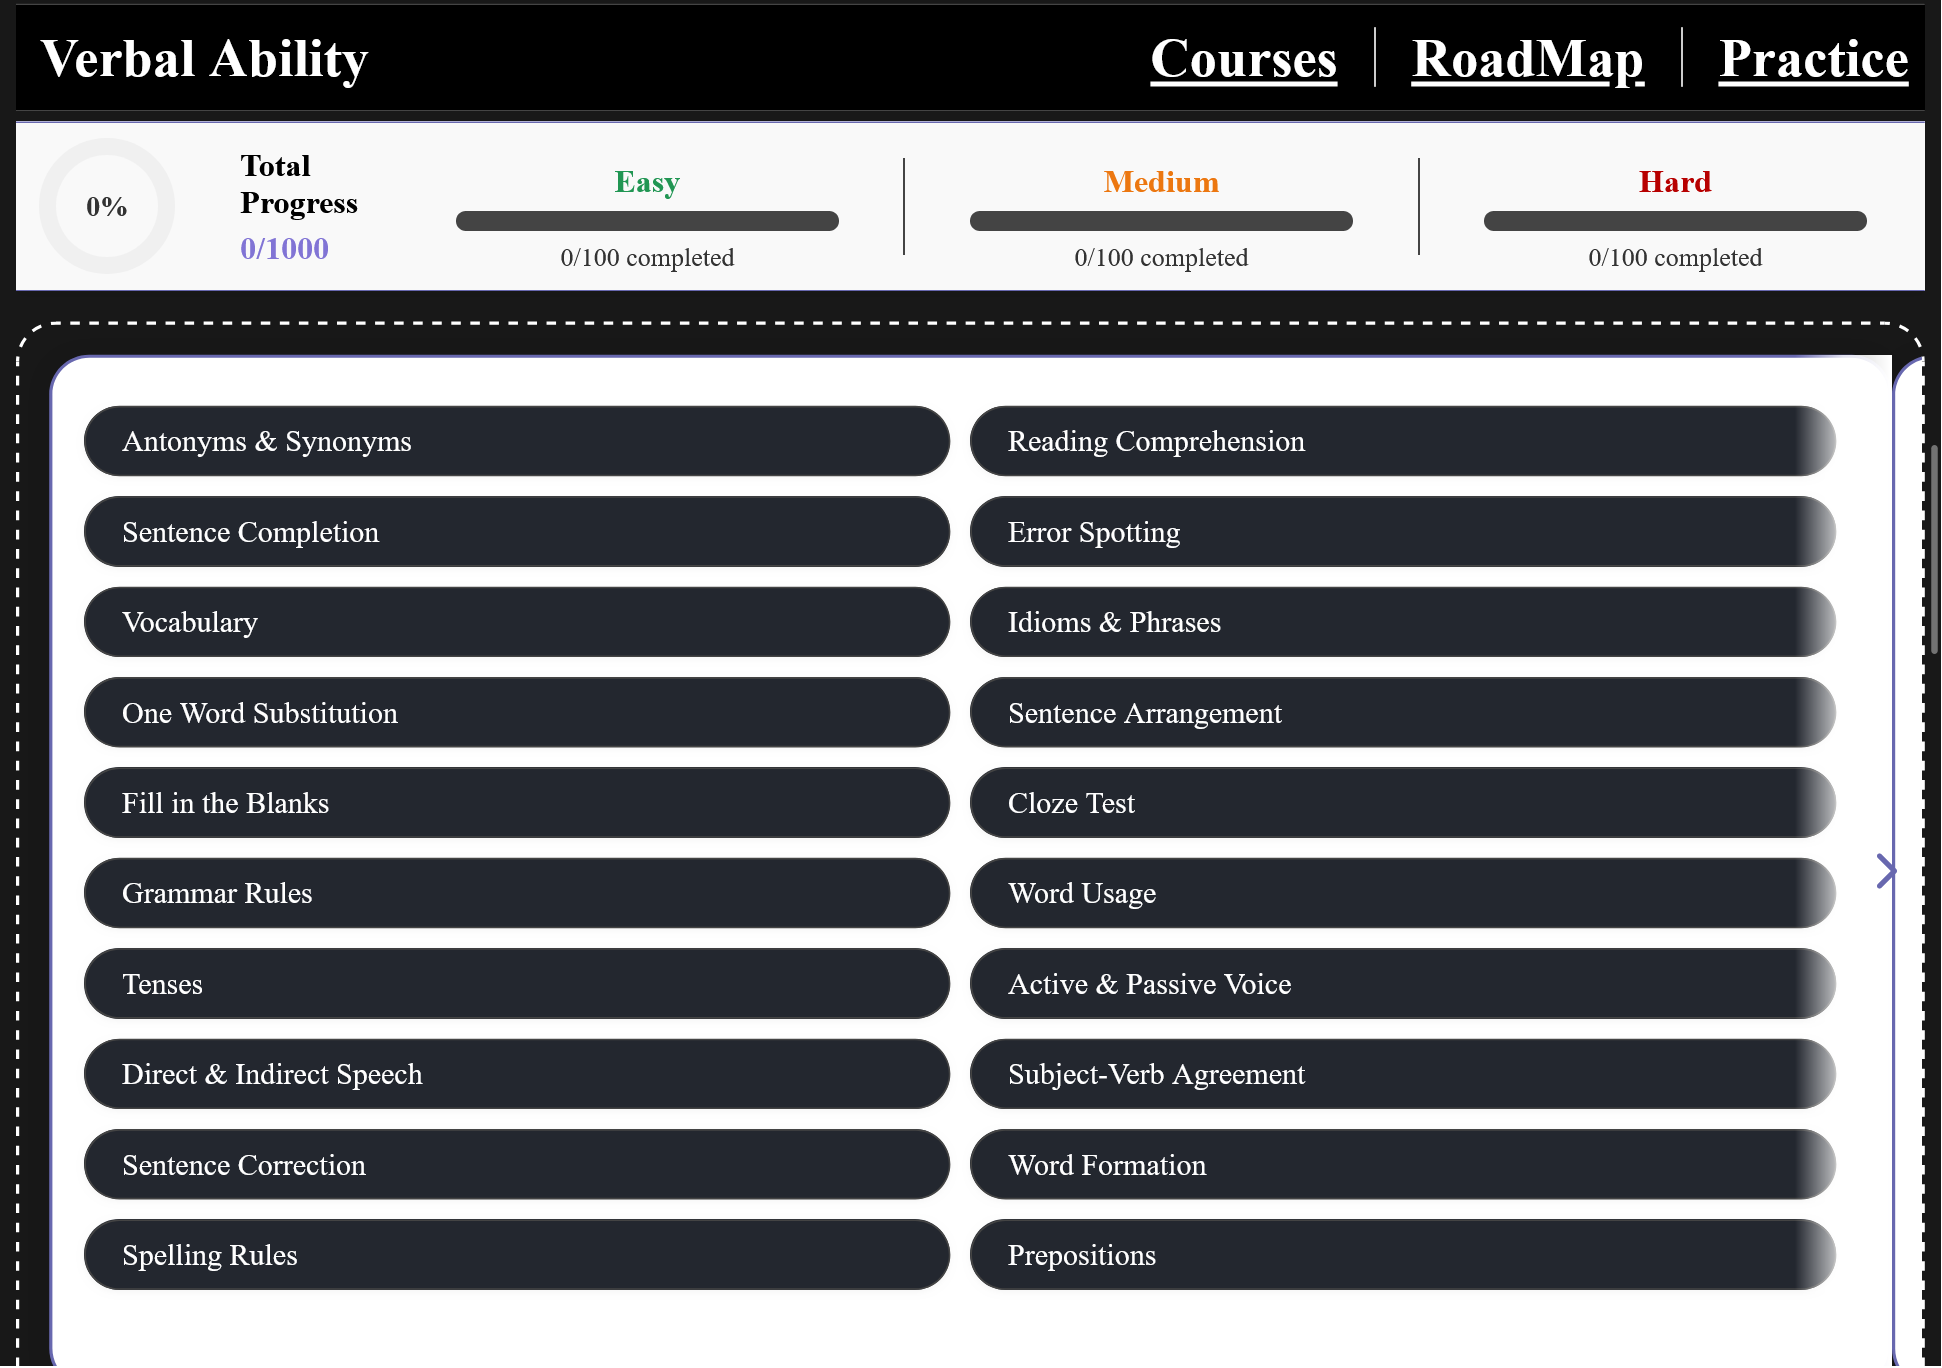 Verbal Ability
Courses
RoadMap
Practice
0%
Total
Progress
0/1000
Easy
0/100 completed
Medium
0/100 completed
Hard
0/100 completed
Antonyms & Synonyms
Reading Comprehension
Sentence Completion
Error Spotting
Vocabulary
Idioms & Phrases
One Word Substitution
Sentence Arrangement
Fill in the Blanks
Cloze Test
Grammar Rules
Word Usage
Tenses
Active & Passive Voice
Direct & Indirect Speech
Subject-Verb Agreement
Sentence Correction
Word Formation
Spelling Rules
Prepositions